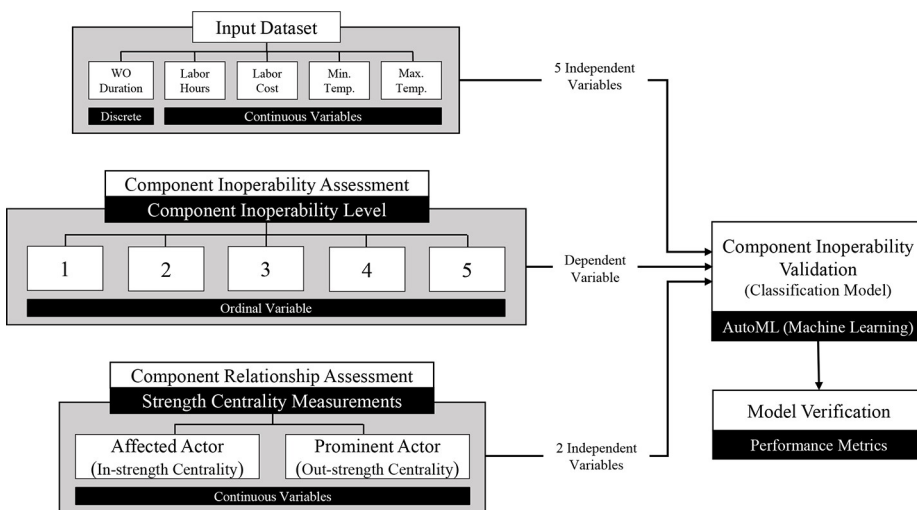 Input Dataset
WO
Duration
Labor
Hours
Labor
Cost
Min.
Temp.
Max.
Temp.
Discrete
Continuous Variables
5 Independent
Variables
Component Inoperability Assessment
Component Inoperability Level
1
2
3
4
5
Ordinal Variable
Dependent
Variable
Component Relationship Assessment
Strength Centrality Measurements
Affected Actor
(In-strength Centrality)
Prominent Actor
(Out-strength Centrality)
Continuous Variables
2 Independent
Variables
Component Inoperability
Validation
(Classification Model)
AutoML (Machine Learning)
Model Verification
Performance Metrics